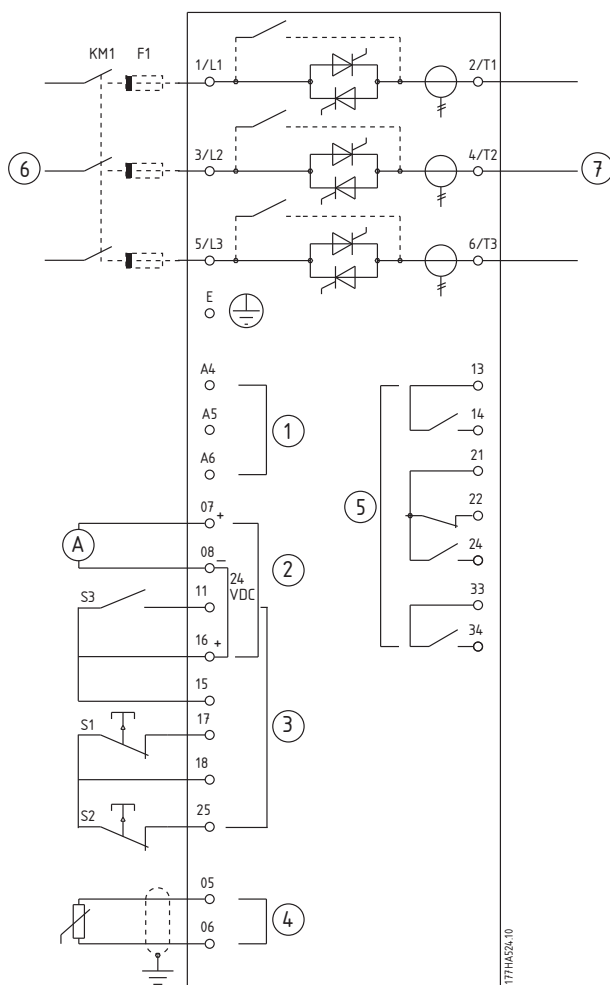 KM1 F1 1/L1 2/T1
6 3/L2 4/T2 7
5/L3 6/T3
E
A4 13
A5 1 14
A6 21
5
07 + 22
A
08 – 2 24
24
VDC
S3 11 33
16 + 34
15
S1 17 3
18
S2 25
05
4
06
177HA524.10